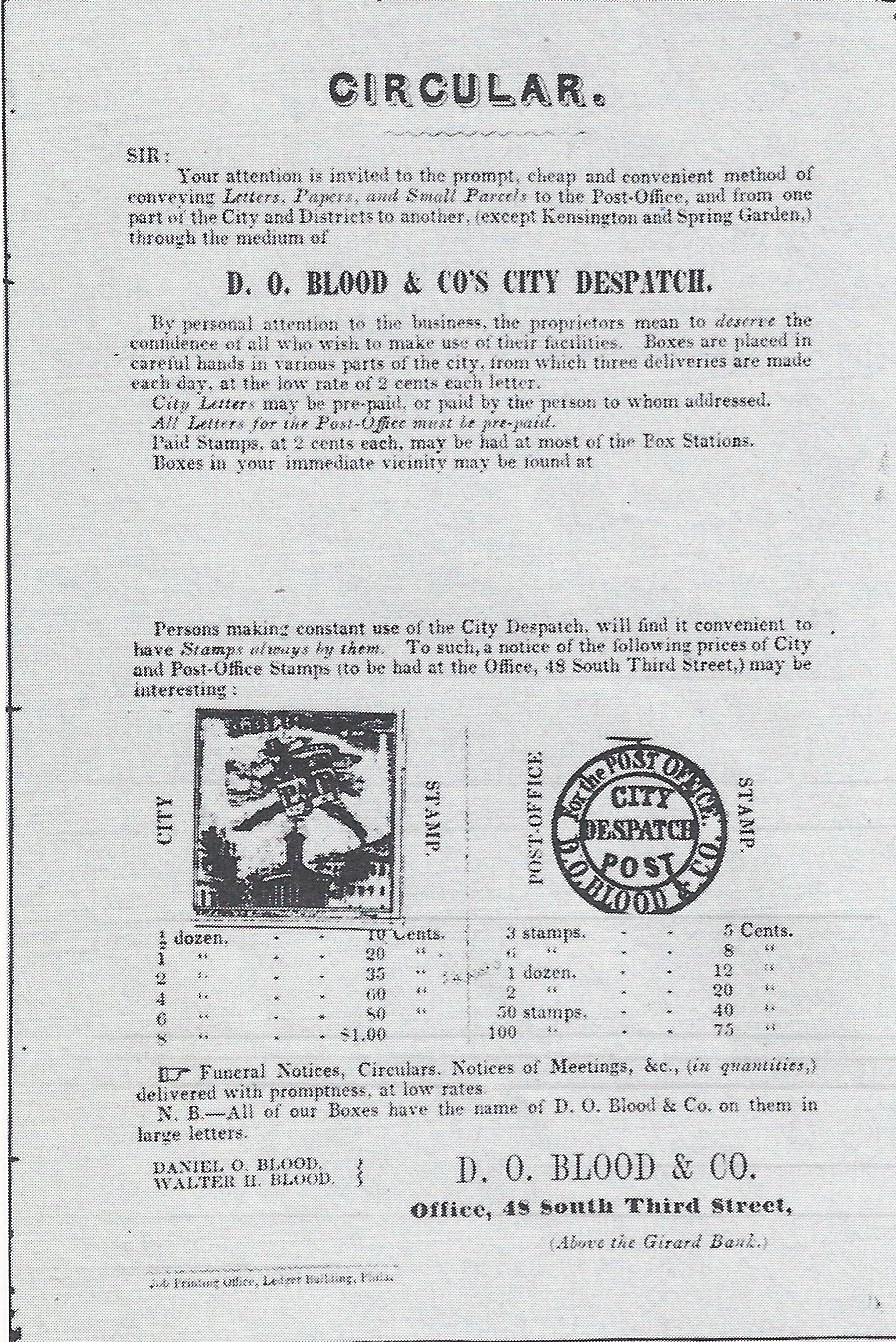 CIRCULAR.
SIR:
Your attention is invited to the prompt, cheap and convenient method of
conveying Letters, Papers, and Small Parcels to the Post-Office, and from one
part of the City and Districts to another, (except Kensington and Spring Garden,)
through the medium of
D. O. BLOOD & CO'S CITY DESPATCH.
By personal attention to the business, the proprietors mean to deserve the
confidence of all who wish to make use of their facilities. Boxes are placed in
careful hands in various parts of the city, from which three deliveries are made
each day, at the low rate of 2 cents each letter.
City Letters may be pre-paid, or paid by the person to whom addressed.
All Letters for the Post-Office must be pre-paid.
Paid Stamps, at 2 cents each, may be had at most of the Box Stations.
Boxes in your immediate vicinity may be found at
Persons making constant use of the City Despatch, will find it convenient to
have Stamps always by them. To such, a notice of the following prices of City
and Post-Office Stamps (to be had at the Office, 48 South Third Street,) may be
interesting:
CITY
STAMP.
POST-OFFICE
For the POST OFFICE.
CITY
DESPATCH
POST
D.O. BLOOD & CO.
STAMP.
½ dozen. - - 10 Cents.
1 " - - 20 "
2 " - - 35 "
4 " - - 60 "
6 " - - 80 "
8 " - - $1.00
3 stamps. - - 5 Cents.
6 " - - 8 "
1 dozen. - - 12 "
2 " - - 20 "
50 stamps. - - 40 "
100 " - - 75 "
☞ Funeral Notices, Circulars, Notices of Meetings, &c., (in quantities,)
delivered with promptness, at low rates
N. B.—All of our Boxes have the name of D. O. Blood & Co. on them in
large letters.
DANIEL O. BLOOD,
WALTER H. BLOOD.
D. O. BLOOD & CO.
Office, 48 South Third Street,
(Above the Girard Bank.)
Job Printing Office, Ledger Building, Phila.